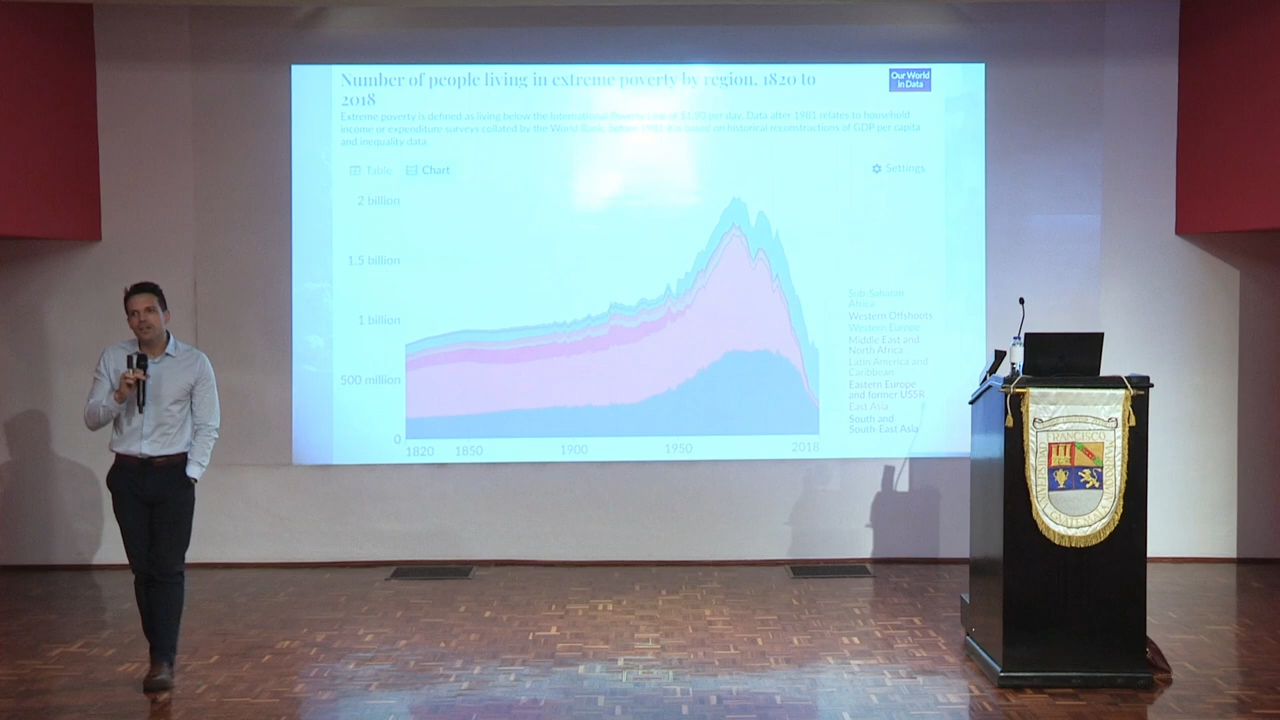 Number of people living in extreme poverty by region, 1820 to
2018
Our World
in Data
Extreme poverty is defined as living below the International Poverty Line of $1.90 per day. Data after 1981 relates to household
income or expenditure surveys collated by the World Bank; before 1981 it is based on historical reconstructions of GDP per capita
and inequality data.
Table
Chart
Settings
2 billion
1.5 billion
1 billion
500 million
0
1820
1850
1900
1950
2018
Sub-Saharan
Africa
Western Offshoots
Western Europe
Middle East and
North Africa
Latin America and
Caribbean
Eastern Europe
and former USSR
East Asia
South and
South-East Asia
FRANCISCO
UNIVERSIDAD
MARROQUIN
GUATEMALA